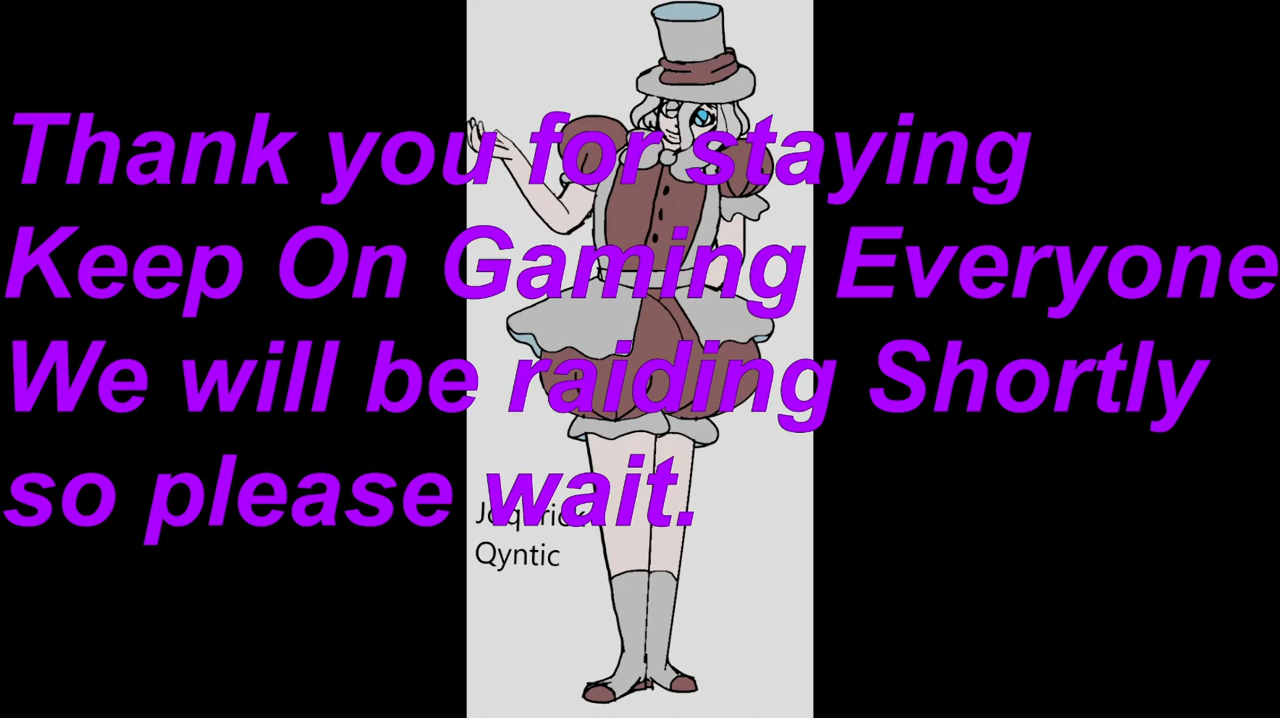 Thank you for staying
Keep On Gaming Everyone
We will be raiding Shortly
so please wait.
Qyntic